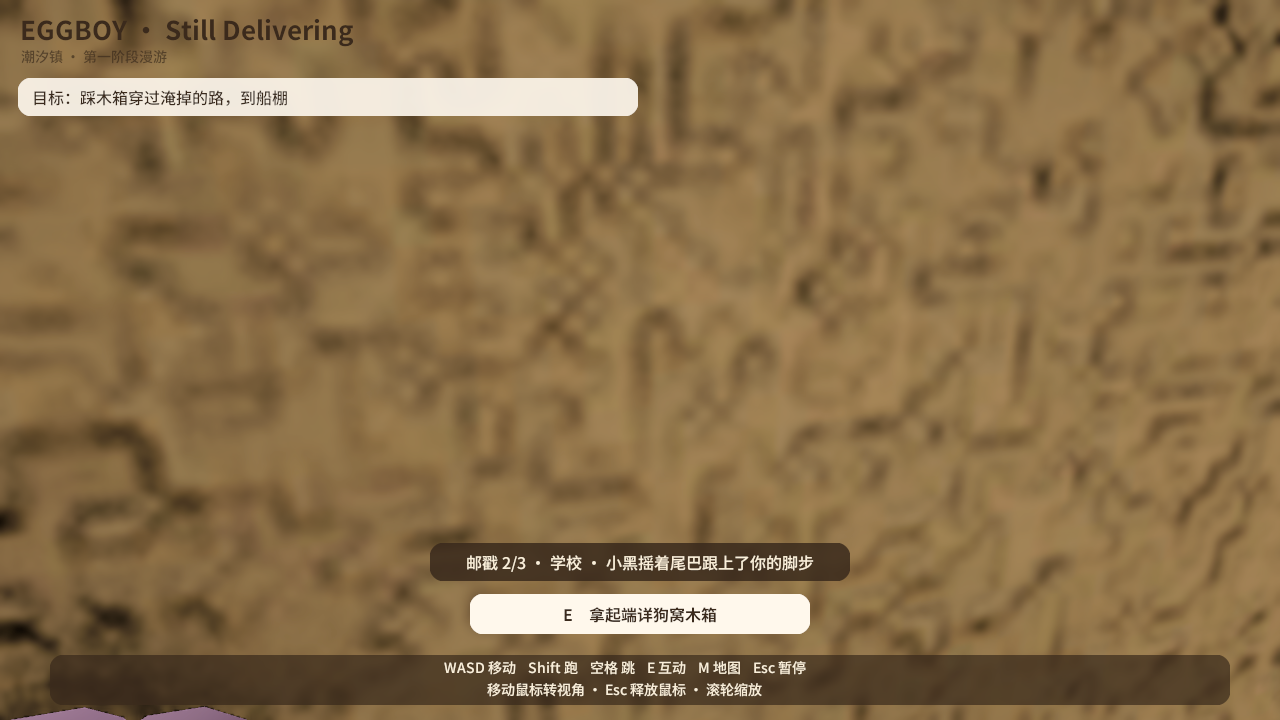 EGGBOY · Still Delivering
潮汐镇 · 第一阶段漫游
目标：踩木箱穿过淹掉的路，到船棚
邮戳 2/3 · 学校 · 小黑摇着尾巴跟上了你的脚步
E 拿起端详狗窝木箱
WASD 移动 Shift 跑 空格 跳 E 互动 M 地图 Esc 暂停
移动鼠标转视角 · Esc 释放鼠标 · 滚轮缩放